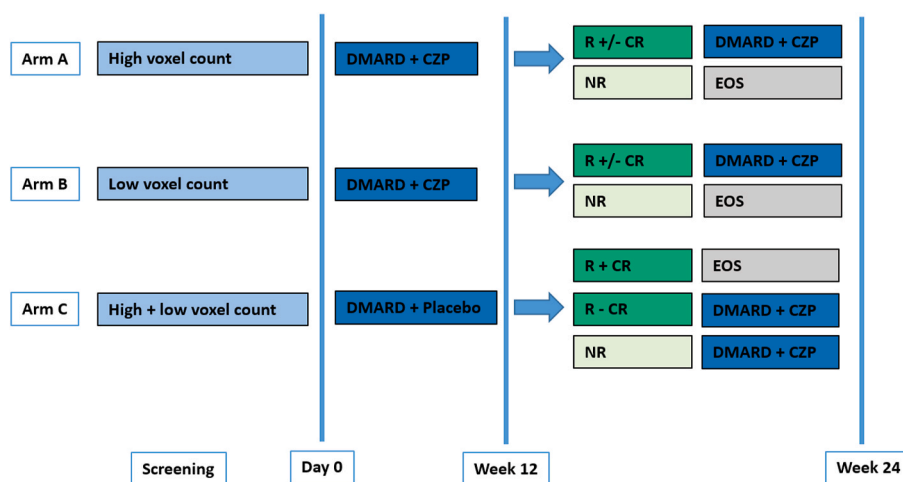 Arm A
High voxel count
DMARD + CZP
R +/- CR
DMARD + CZP
NR
EOS
Arm B
Low voxel count
DMARD + CZP
R +/- CR
DMARD + CZP
NR
EOS
Arm C
High + low voxel count
DMARD + Placebo
R + CR
EOS
R - CR
DMARD + CZP
NR
DMARD + CZP
Screening
Day 0
Week 12
Week 24